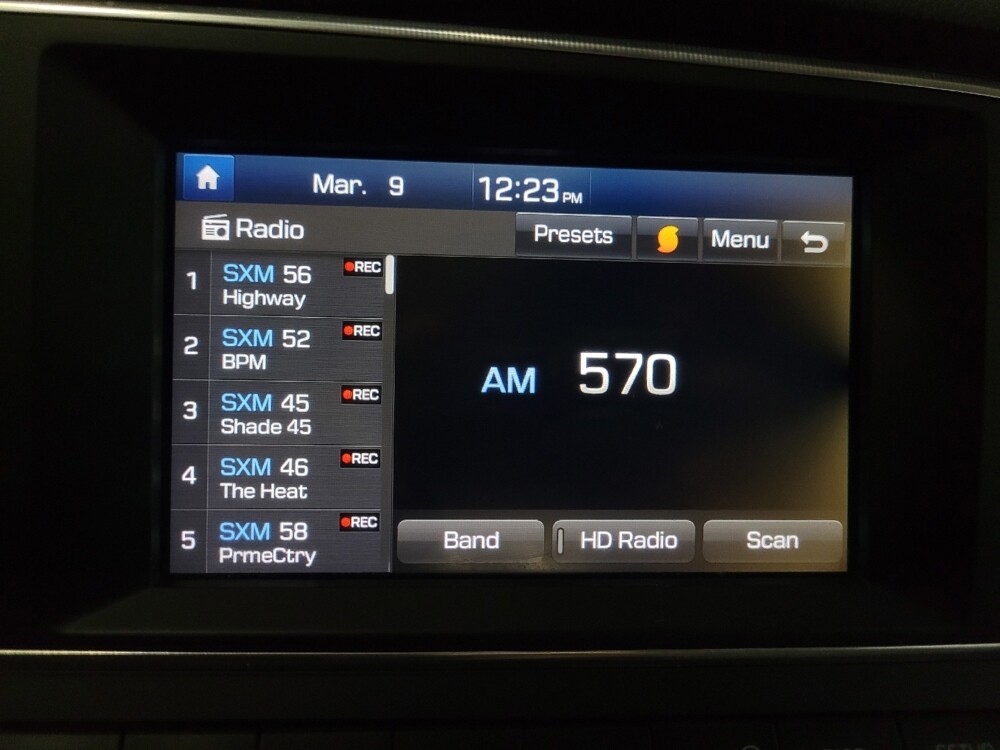 Mar. 9 12:23 PM
Radio Presets Menu
1 SXM 56 REC
Highway
2 SXM 52 REC
BPM
3 SXM 45 REC
Shade 45
4 SXM 46 REC
The Heat
5 SXM 58 REC
PrmeCtry
AM 570
Band HD Radio Scan